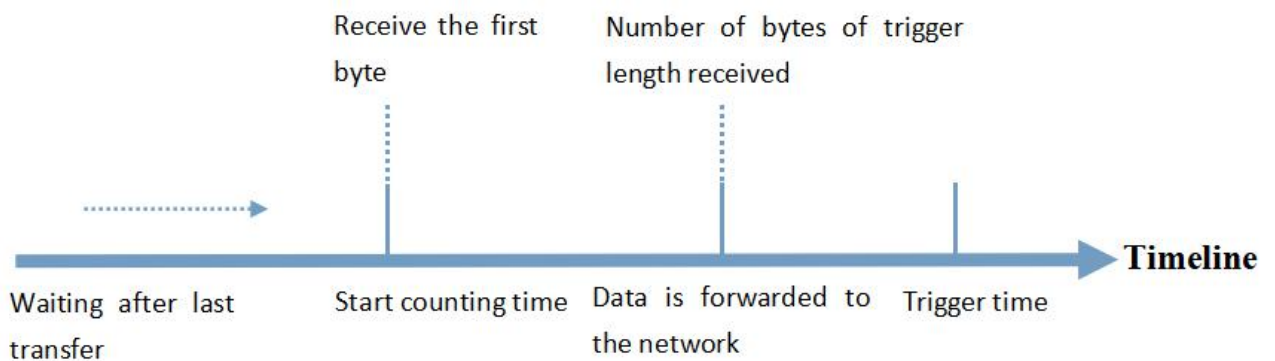 Receive the first
byte
Number of bytes of trigger
length received
Timeline
Waiting after last
transfer
Start counting time
Data is forwarded to
the network
Trigger time